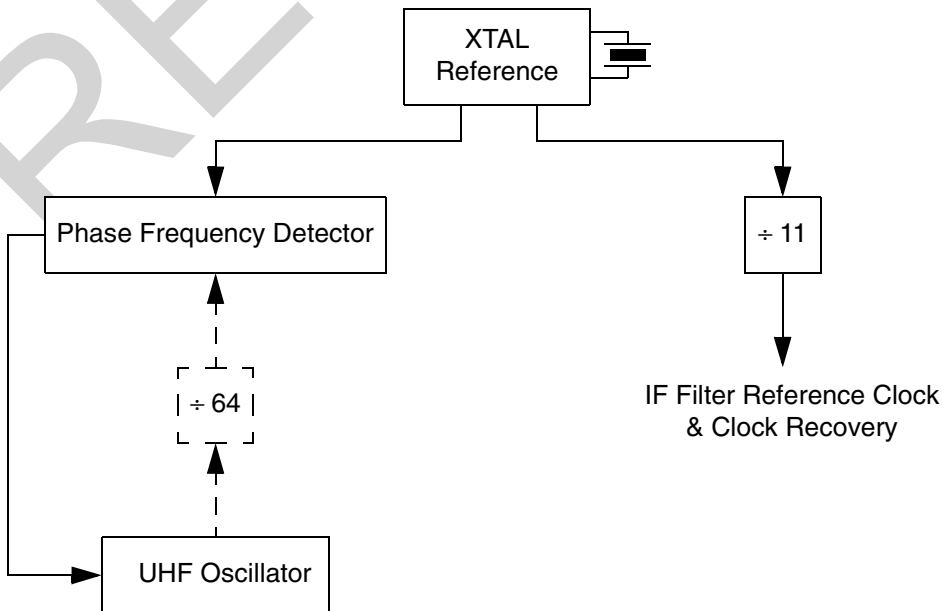 XTAL
Reference
Phase Frequency Detector
÷ 11
÷ 64
IF Filter Reference Clock
& Clock Recovery
UHF Oscillator